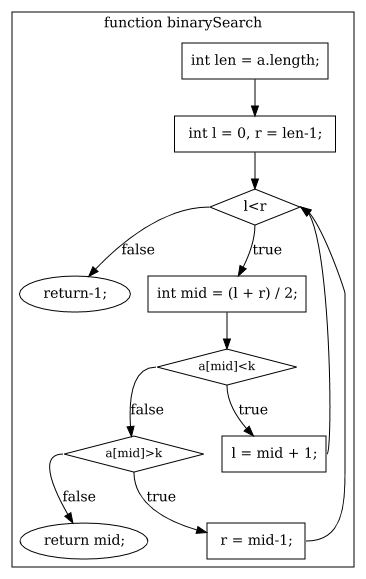 function binarySearch
int len = a.length;
int l = 0, r = len-1;
l<r
false
true
return-1;
int mid = (l + r) / 2;
a[mid]<k
false
true
a[mid]>k
l = mid + 1;
false
true
return mid;
r = mid-1;